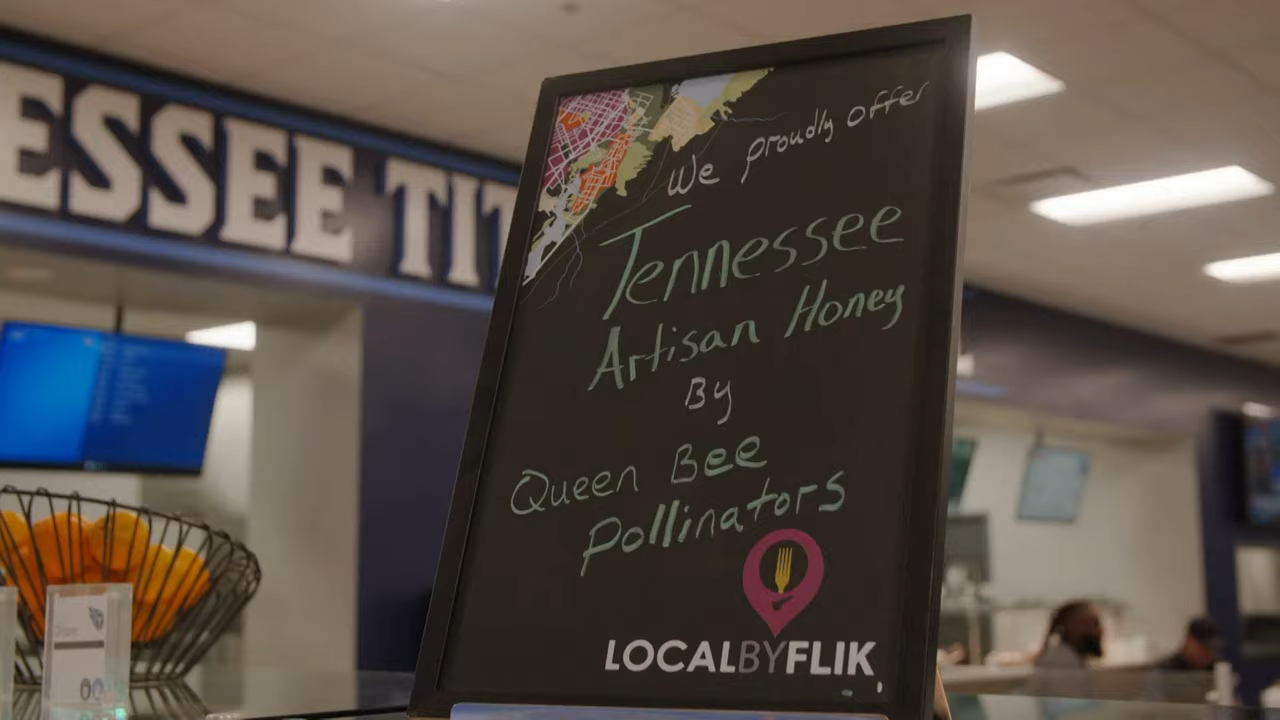 ESSEE TIT
We proudly offer
Tennessee
Artisan Honey
By
Queen Bee
Pollinators
LOCALBYFLIK